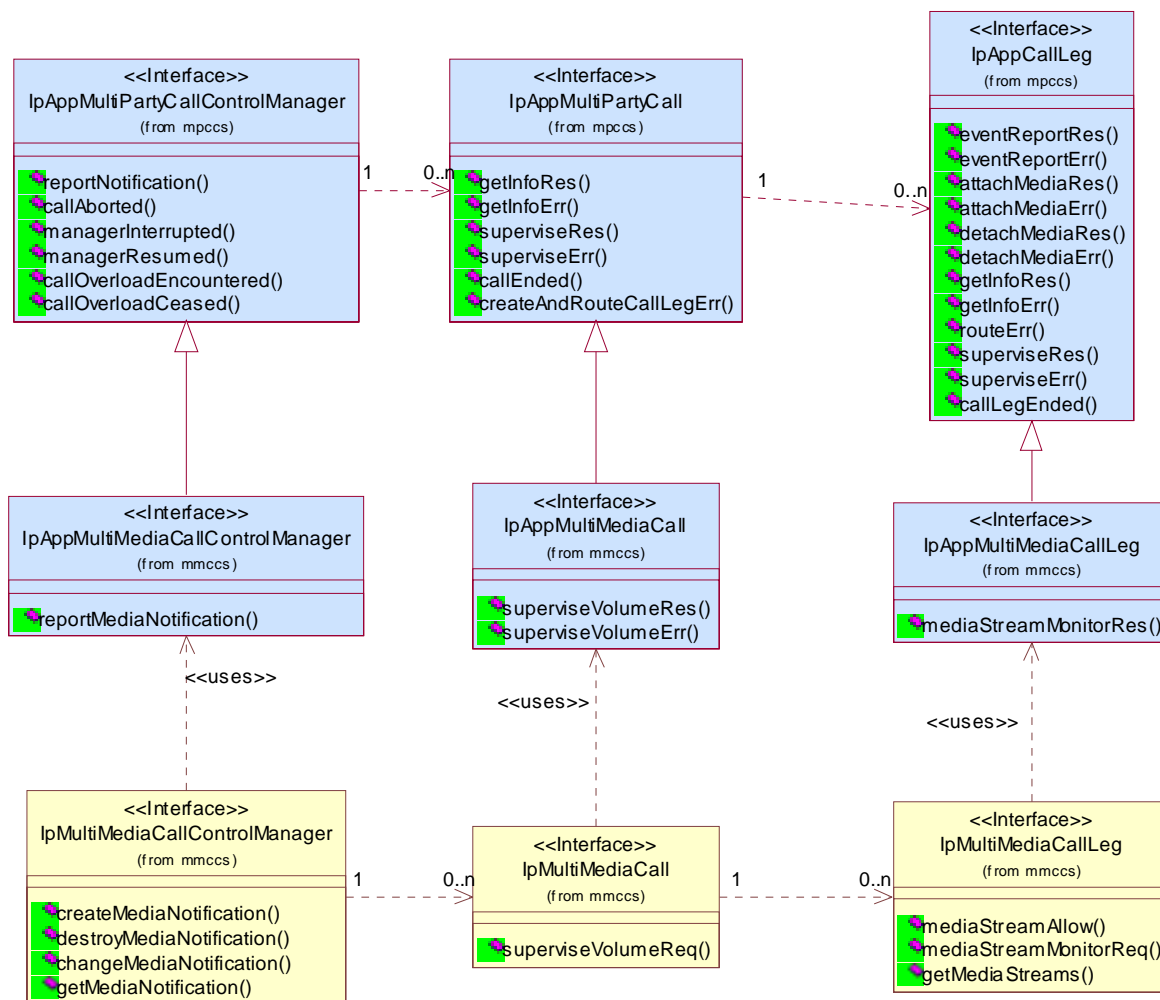 <<Interface>>
IpAppMultiPartyCallControlManager
(from mpccs)
reportNotification()
callAborted()
managerInterrupted()
managerResumed()
callOverloadEncountered()
callOverloadCeased()
1
0..n
<<Interface>>
IpAppMultiPartyCall
(from mpccs)
getInfoRes()
getInfoErr()
superviseRes()
superviseErr()
callEnded()
createAndRouteCallLegErr()
1
0..n
<<Interface>>
IpAppCallLeg
(from mpccs)
eventReportRes()
eventReportErr()
attachMediaRes()
attachMediaErr()
detachMediaRes()
detachMediaErr()
getInfoRes()
getInfoErr()
routeErr()
superviseRes()
superviseErr()
callLegEnded()
<<Interface>>
IpAppMultiMediaCallControlManager
(from mmccs)
reportMediaNotification()
<<Interface>>
IpAppMultiMediaCall
(from mmccs)
superviseVolumeRes()
superviseVolumeErr()
<<Interface>>
IpAppMultiMediaCallLeg
(from mmccs)
mediaStreamMonitorRes()
<<uses>>
<<uses>>
<<uses>>
<<Interface>>
IpMultiMediaCallControlManager
(from mmccs)
createMediaNotification()
destroyMediaNotification()
changeMediaNotification()
getMediaNotification()
1
0..n
<<Interface>>
IpMultiMediaCall
(from mmccs)
superviseVolumeReq()
1
0..n
<<Interface>>
IpMultiMediaCallLeg
(from mmccs)
mediaStreamAllow()
mediaStreamMonitorReq()
getMediaStreams()